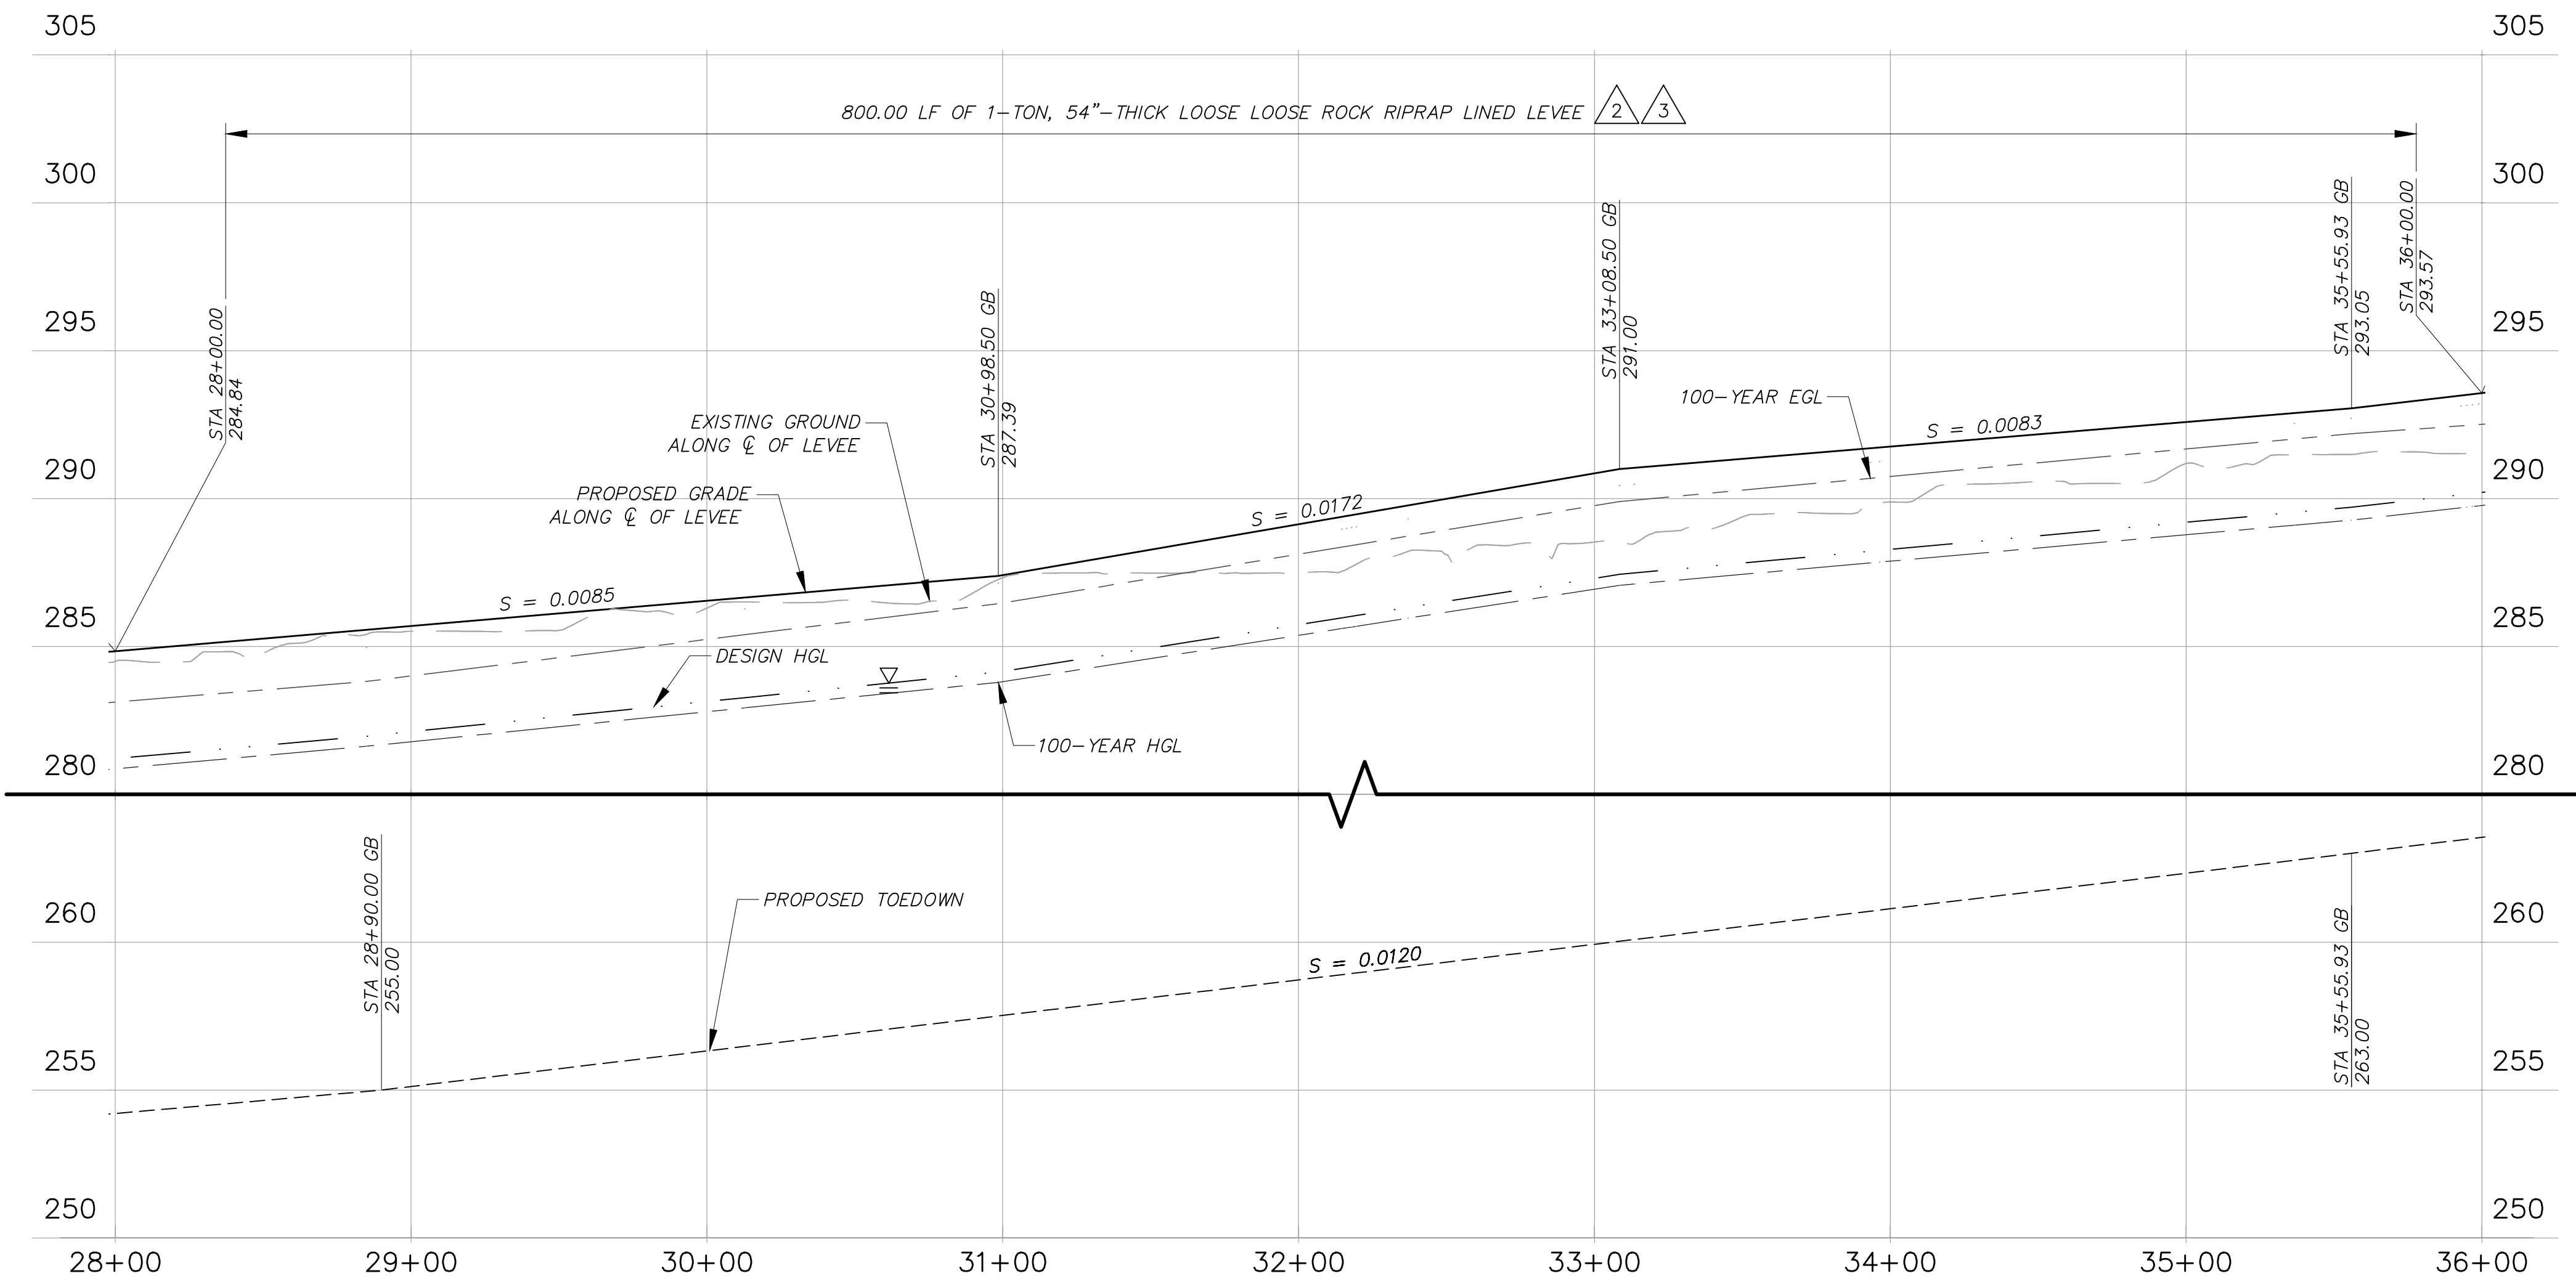 305
305
800.00 LF OF 1-TON, 54"-THICK LOOSE LOOSE ROCK RIPRAP LINED LEVEE 2 3
300
300
STA 28+00.00
284.84
STA 30+98.50 GB
287.39
STA 33+08.50 GB
291.00
STA 35+55.93 GB
293.05
STA 36+00.00
293.57
295
295
100-YEAR EGL
EXISTING GROUND
ALONG ℄ OF LEVEE
S = 0.0083
290
290
PROPOSED GRADE
ALONG ℄ OF LEVEE
S = 0.0172
S = 0.0085
285
285
DESIGN HGL
100-YEAR HGL
280
280
STA 28+90.00 GB
255.00
PROPOSED TOEDOWN
260
260
S = 0.0120
STA 35+55.93 GB
263.00
255
255
250
250
28+00
29+00
30+00
31+00
32+00
33+00
34+00
35+00
36+00